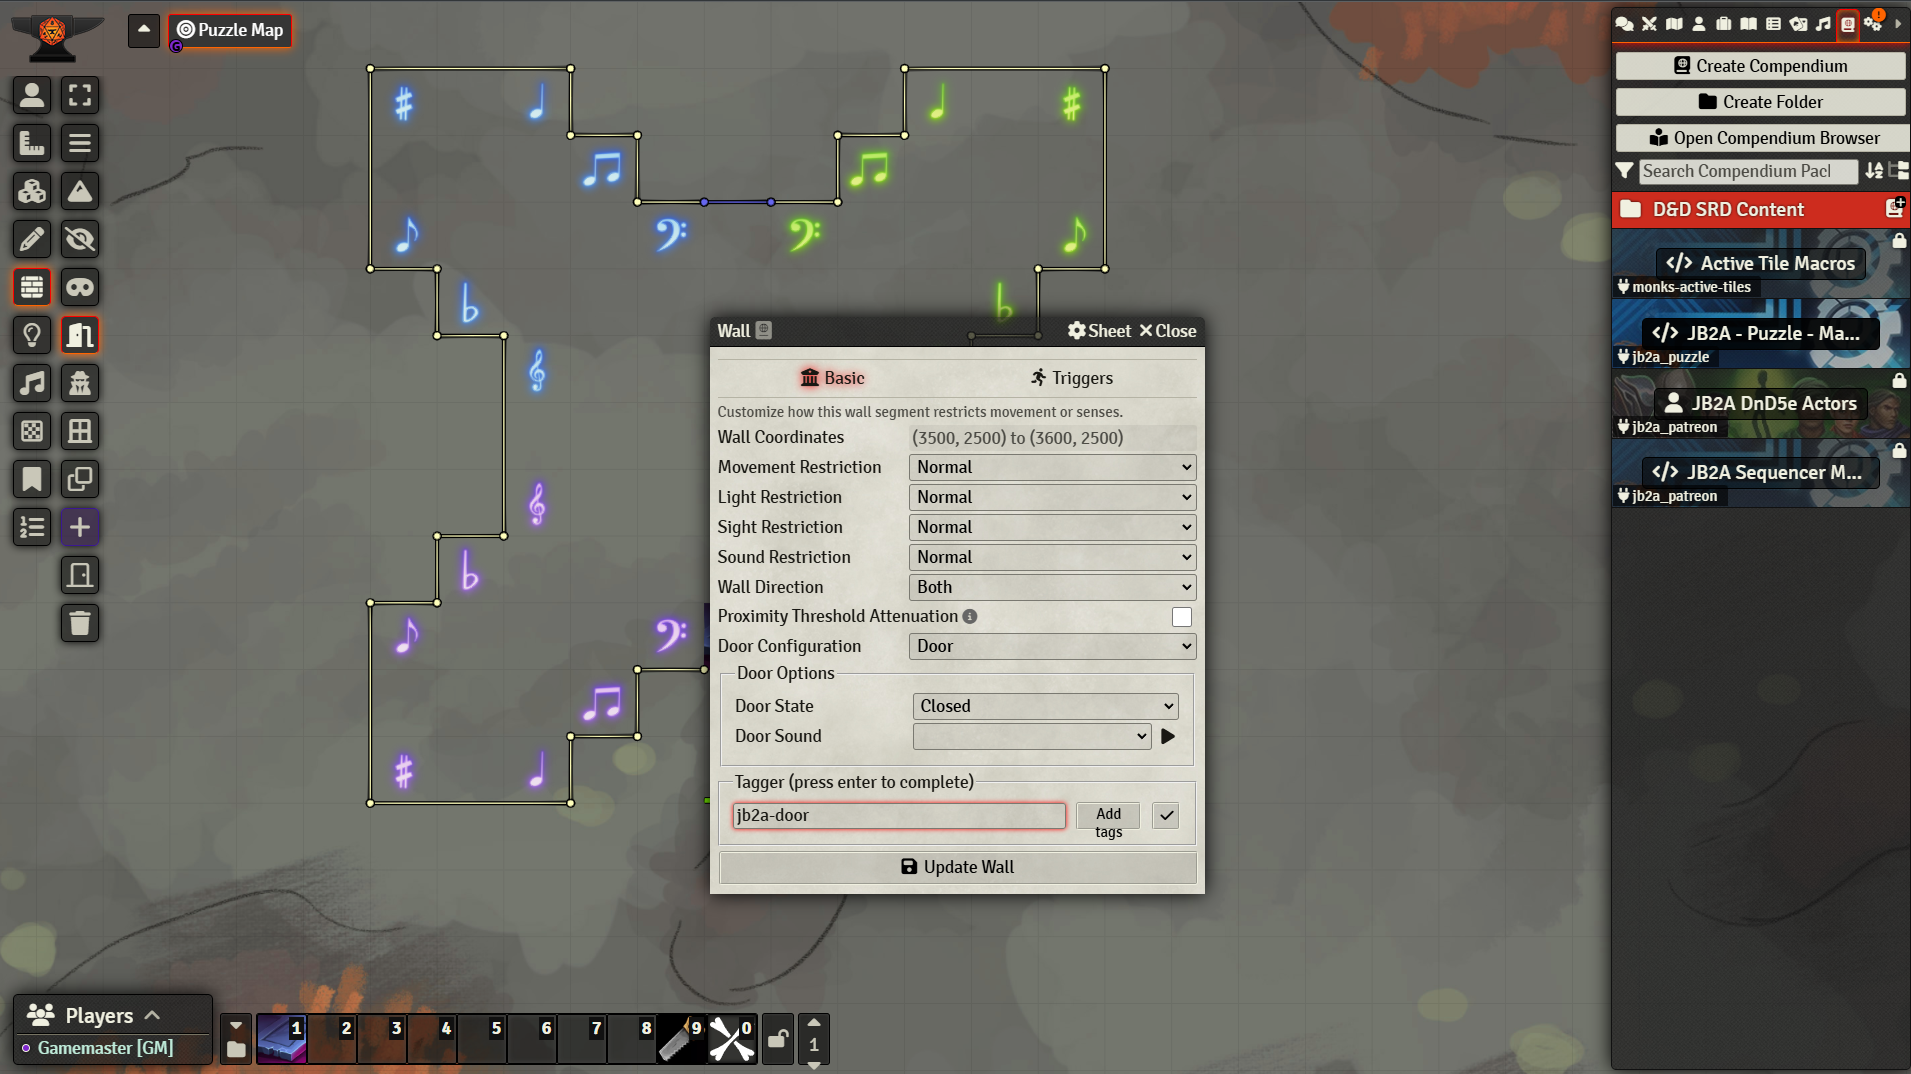 Puzzle Map
G
Create Compendium
Create Folder
Open Compendium Browser
Search Compendium Pacl
D&D SRD Content
Active Tile Macros
monks-active-tiles
JB2A - Puzzle - Ma...
jb2a_puzzle
JB2A DnD5e Actors
jb2a_patreon
JB2A Sequencer M...
jb2a_patreon
Wall
Sheet
Close
Basic
Triggers
Customize how this wall segment restricts movement or senses.
Wall Coordinates
(3500, 2500) to (3600, 2500)
Movement Restriction
Normal
Light Restriction
Normal
Sight Restriction
Normal
Sound Restriction
Normal
Wall Direction
Both
Proximity Threshold Attenuation
Door Configuration
Door
Door Options
Door State
Closed
Door Sound
Tagger (press enter to complete)
jb2a-door
Add
tags
Update Wall
Players
Gamemaster [GM]
1
2
3
4
5
6
7
8
9
0
1